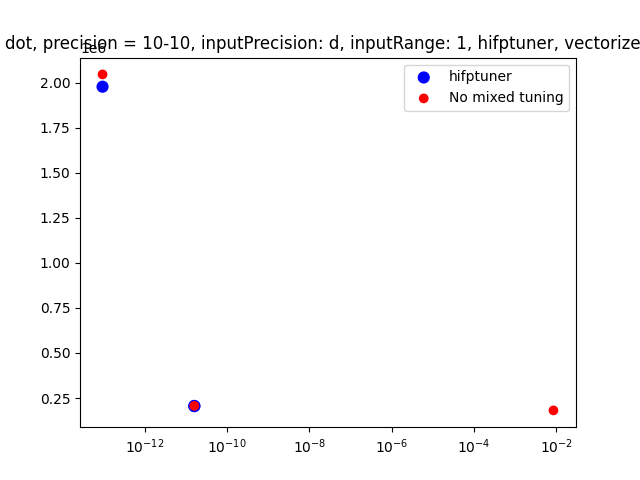 dot, precision = 10-10, inputPrecision: d, inputRange: 1, hifptuner, vectorize
1e6
hifptuner
No mixed tuning
2.00
1.75
1.50
1.25
1.00
0.75
0.50
0.25
10⁻¹² 10⁻¹⁰ 10⁻⁸ 10⁻⁶ 10⁻⁴ 10⁻²